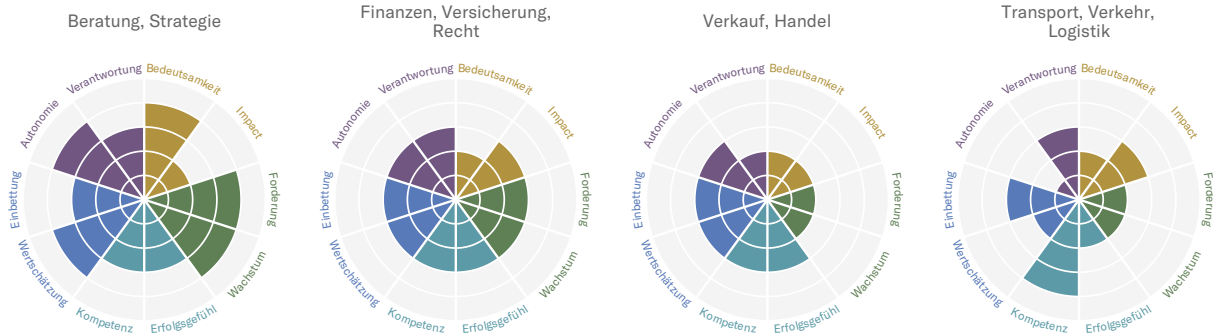 Beratung, Strategie
Verantwortung
Bedeutsamkeit
Autonomie
Impact
Einbettung
Forderung
Wertschätzung
Wachstum
Kompetenz
Erfolgsgefühl
Finanzen, Versicherung,
Recht
Verantwortung
Bedeutsamkeit
Autonomie
Impact
Einbettung
Forderung
Wertschätzung
Wachstum
Kompetenz
Erfolgsgefühl
Verkauf, Handel
Verantwortung
Bedeutsamkeit
Autonomie
Impact
Einbettung
Forderung
Wertschätzung
Wachstum
Kompetenz
Erfolgsgefühl
Transport, Verkehr,
Logistik
Verantwortung
Bedeutsamkeit
Autonomie
Impact
Einbettung
Forderung
Wertschätzung
Wachstum
Kompetenz
Erfolgsgefühl